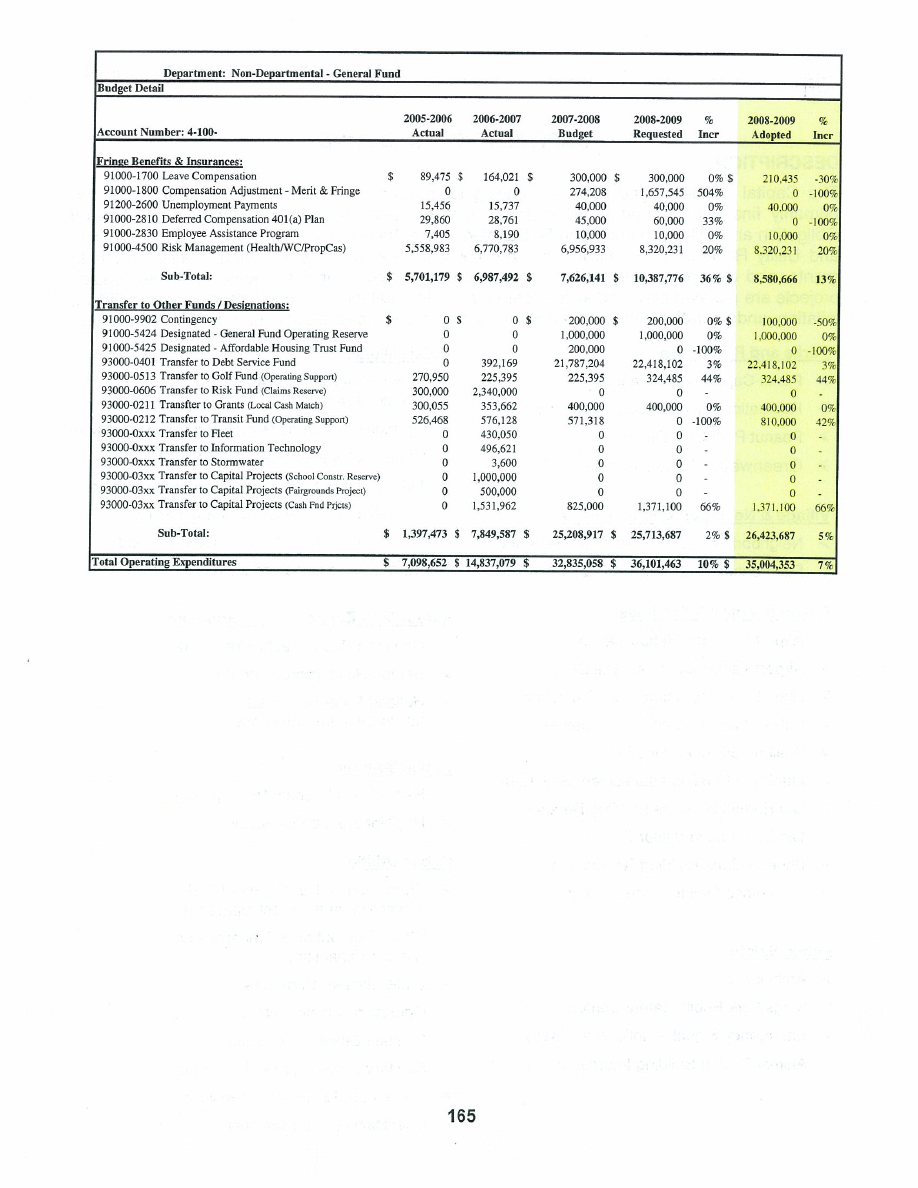 Department: Non-Departmental - General Fund
Budget Detail
2005-2006 2006-2007 2007-2008 2008-2009 % 2008-2009 %
Account Number: 4-100- Actual Actual Budget Requested Incr Adopted Incr
Fringe Benefits & Insurances:
91000-1700 Leave Compensation $ 89,475 $ 164,021 $ 300,000 $ 300,000 0% $ 210,435 -30%
91000-1800 Compensation Adjustment - Merit & Fringe 0 0 274,208 1,657,545 504% 0 -100%
91200-2600 Unemployment Payments 15,456 15,737 40,000 40,000 0% 40,000 0%
91000-2810 Deferred Compensation 401(a) Plan 29,860 28,761 45,000 60,000 33% 0 -100%
91000-2830 Employee Assistance Program 7,405 8,190 10,000 10,000 0% 10,000 0%
91000-4500 Risk Management (Health/WC/PropCas) 5,558,983 6,770,783 6,956,933 8,320,231 20% 8,320,231 20%
Sub-Total: $ 5,701,179 $ 6,987,492 $ 7,626,141 $ 10,387,776 36% $ 8,580,666 13%
Transfer to Other Funds / Designations:
91000-9902 Contingency $ 0 $ 0 $ 200,000 $ 200,000 0% $ 100,000 -50%
91000-5424 Designated - General Fund Operating Reserve 0 0 1,000,000 1,000,000 0% 1,000,000 0%
91000-5425 Designated - Affordable Housing Trust Fund 0 0 200,000 0 -100% 0 -100%
93000-0401 Transfer to Debt Service Fund 0 392,169 21,787,204 22,418,102 3% 22,418,102 3%
93000-0513 Transfer to Golf Fund (Operating Support) 270,950 225,395 225,395 324,485 44% 324,485 44%
93000-0606 Transfer to Risk Fund (Claims Reserve) 300,000 2,340,000 0 0 - 0 -
93000-0211 Transfter to Grants (Local Cash Match) 300,055 353,662 400,000 400,000 0% 400,000 0%
93000-0212 Transfer to Transit Fund (Operating Support) 526,468 576,128 571,318 0 -100% 810,000 42%
93000-0xxx Transfer to Fleet 0 430,050 0 0 - 0 -
93000-0xxx Transfer to Information Technology 0 496,621 0 0 - 0 -
93000-0xxx Transfer to Stormwater 0 3,600 0 0 - 0 -
93000-03xx Transfer to Capital Projects (School Constr. Reserve) 0 1,000,000 0 0 - 0 -
93000-03xx Transfer to Capital Projects (Fairgrounds Project) 0 500,000 0 0 - 0 -
93000-03xx Transfer to Capital Projects (Cash Fnd Prjcts) 0 1,531,962 825,000 1,371,100 66% 1,371,100 66%
Sub-Total: $ 1,397,473 $ 7,849,587 $ 25,208,917 $ 25,713,687 2% $ 26,423,687 5%
Total Operating Expenditures $ 7,098,652 $ 14,837,079 $ 32,835,058 $ 36,101,463 10% $ 35,004,353 7%
165